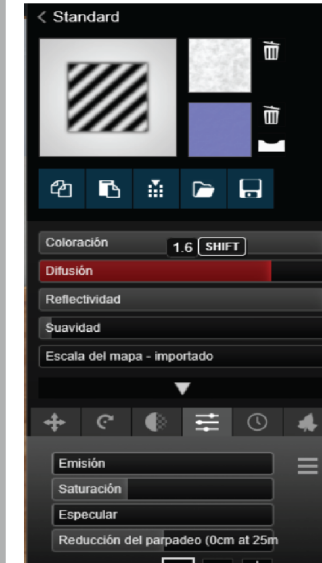 < Standard
Coloración
1.6 SHIFT
Difusión
Reflectividad
Suavidad
Escala del mapa - importado
Emisión
Saturación
Especular
Reducción del parpadeo (0cm at 25m